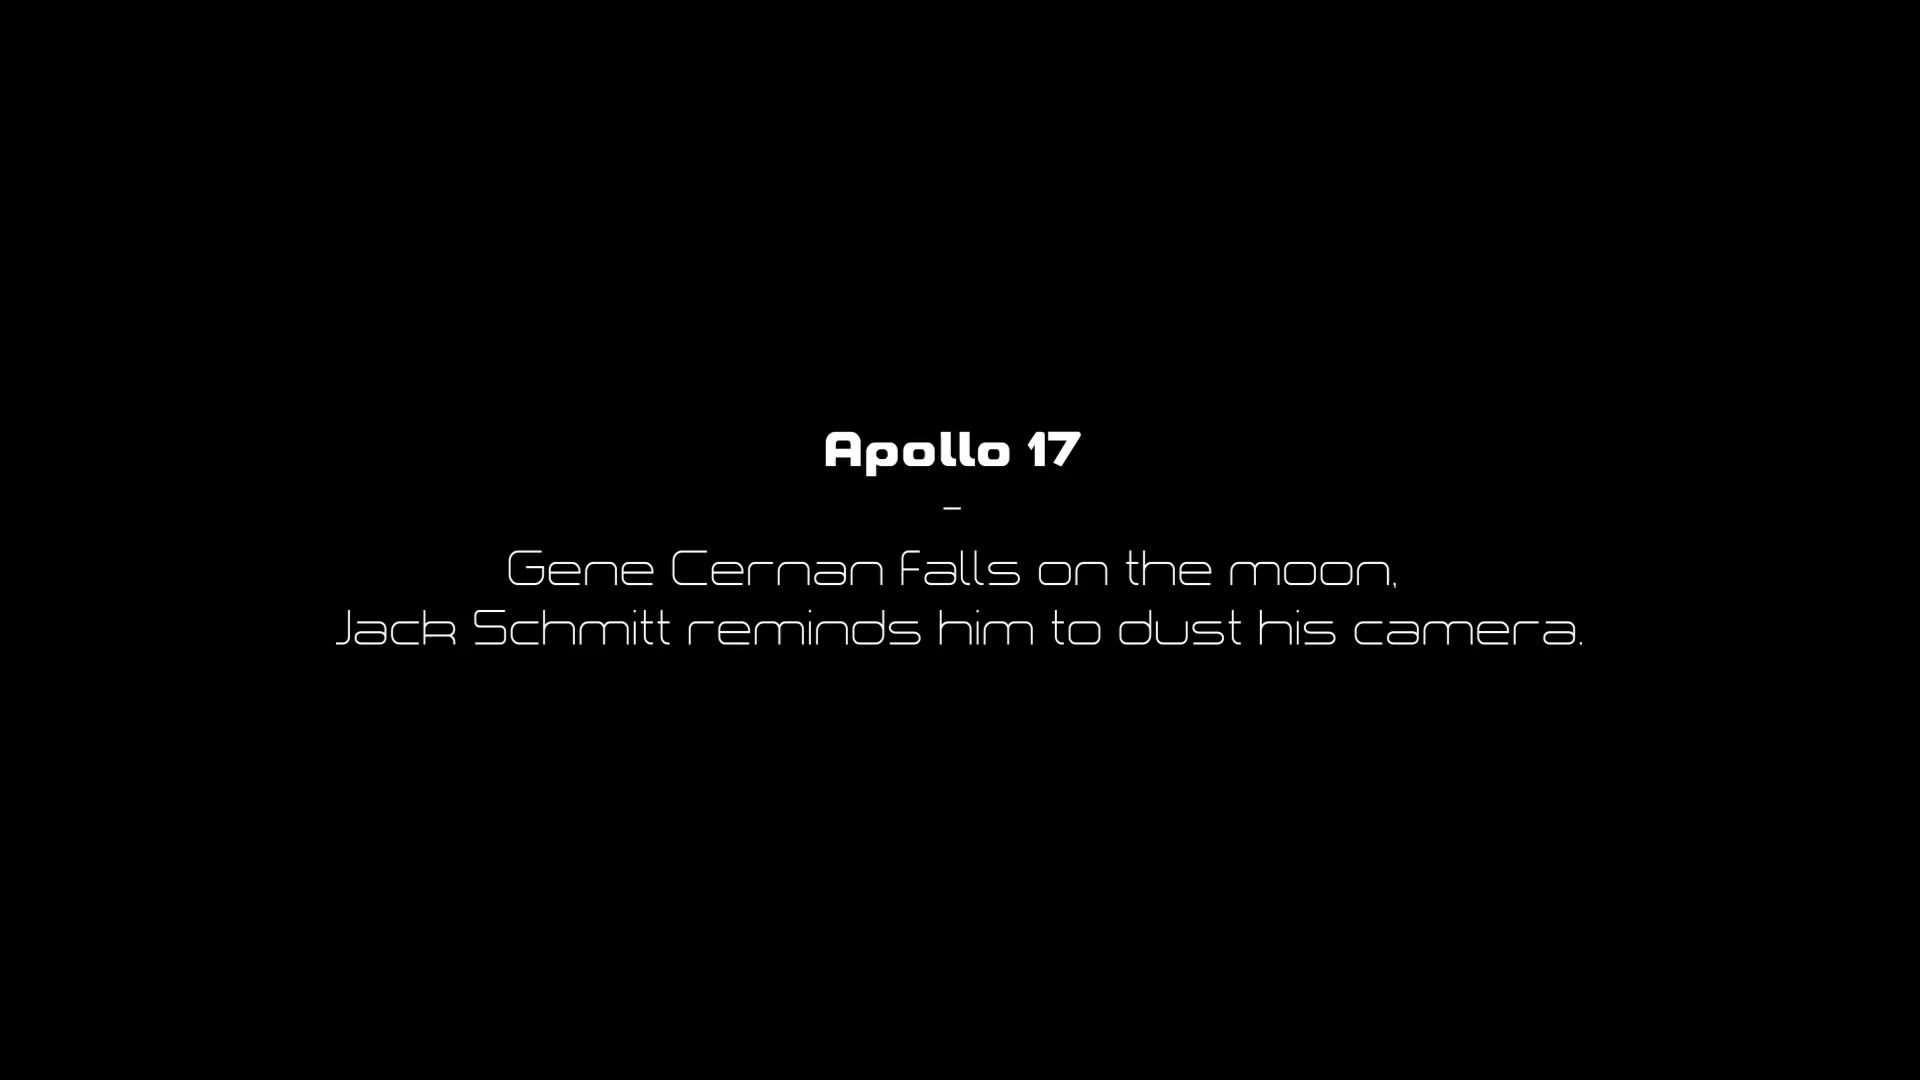 Apollo 17
–
Gene Cernan falls on the moon,
Jack Schmitt reminds him to dust his camera.